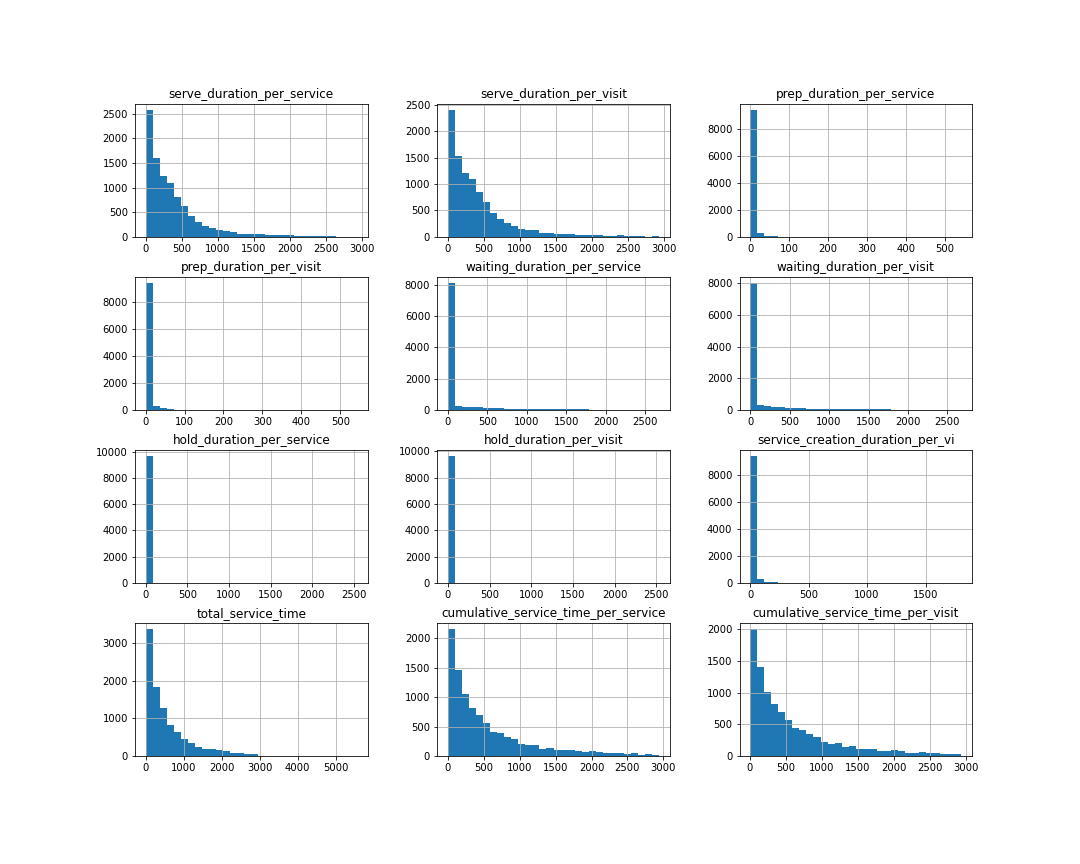 serve_duration_per_service
2500
2000
1500
1000
500
0
0 500 1000 1500 2000 2500 3000
serve_duration_per_visit
2500
2000
1500
1000
500
0
0 500 1000 1500 2000 2500 3000
prep_duration_per_service
8000
6000
4000
2000
0
0 100 200 300 400 500
prep_duration_per_visit
8000
6000
4000
2000
0
0 100 200 300 400 500
waiting_duration_per_service
8000
6000
4000
2000
0
0 500 1000 1500 2000 2500
waiting_duration_per_visit
8000
6000
4000
2000
0
0 500 1000 1500 2000 2500
hold_duration_per_service
10000
8000
6000
4000
2000
0
0 500 1000 1500 2000 2500
hold_duration_per_visit
10000
8000
6000
4000
2000
0
0 500 1000 1500 2000 2500
service_creation_duration_per_vi
8000
6000
4000
2000
0
0 500 1000 1500
total_service_time
3000
2000
1000
0
0 1000 2000 3000 4000 5000
cumulative_service_time_per_service
2000
1500
1000
500
0
0 500 1000 1500 2000 2500 3000
cumulative_service_time_per_visit
2000
1500
1000
500
0
0 500 1000 1500 2000 2500 3000